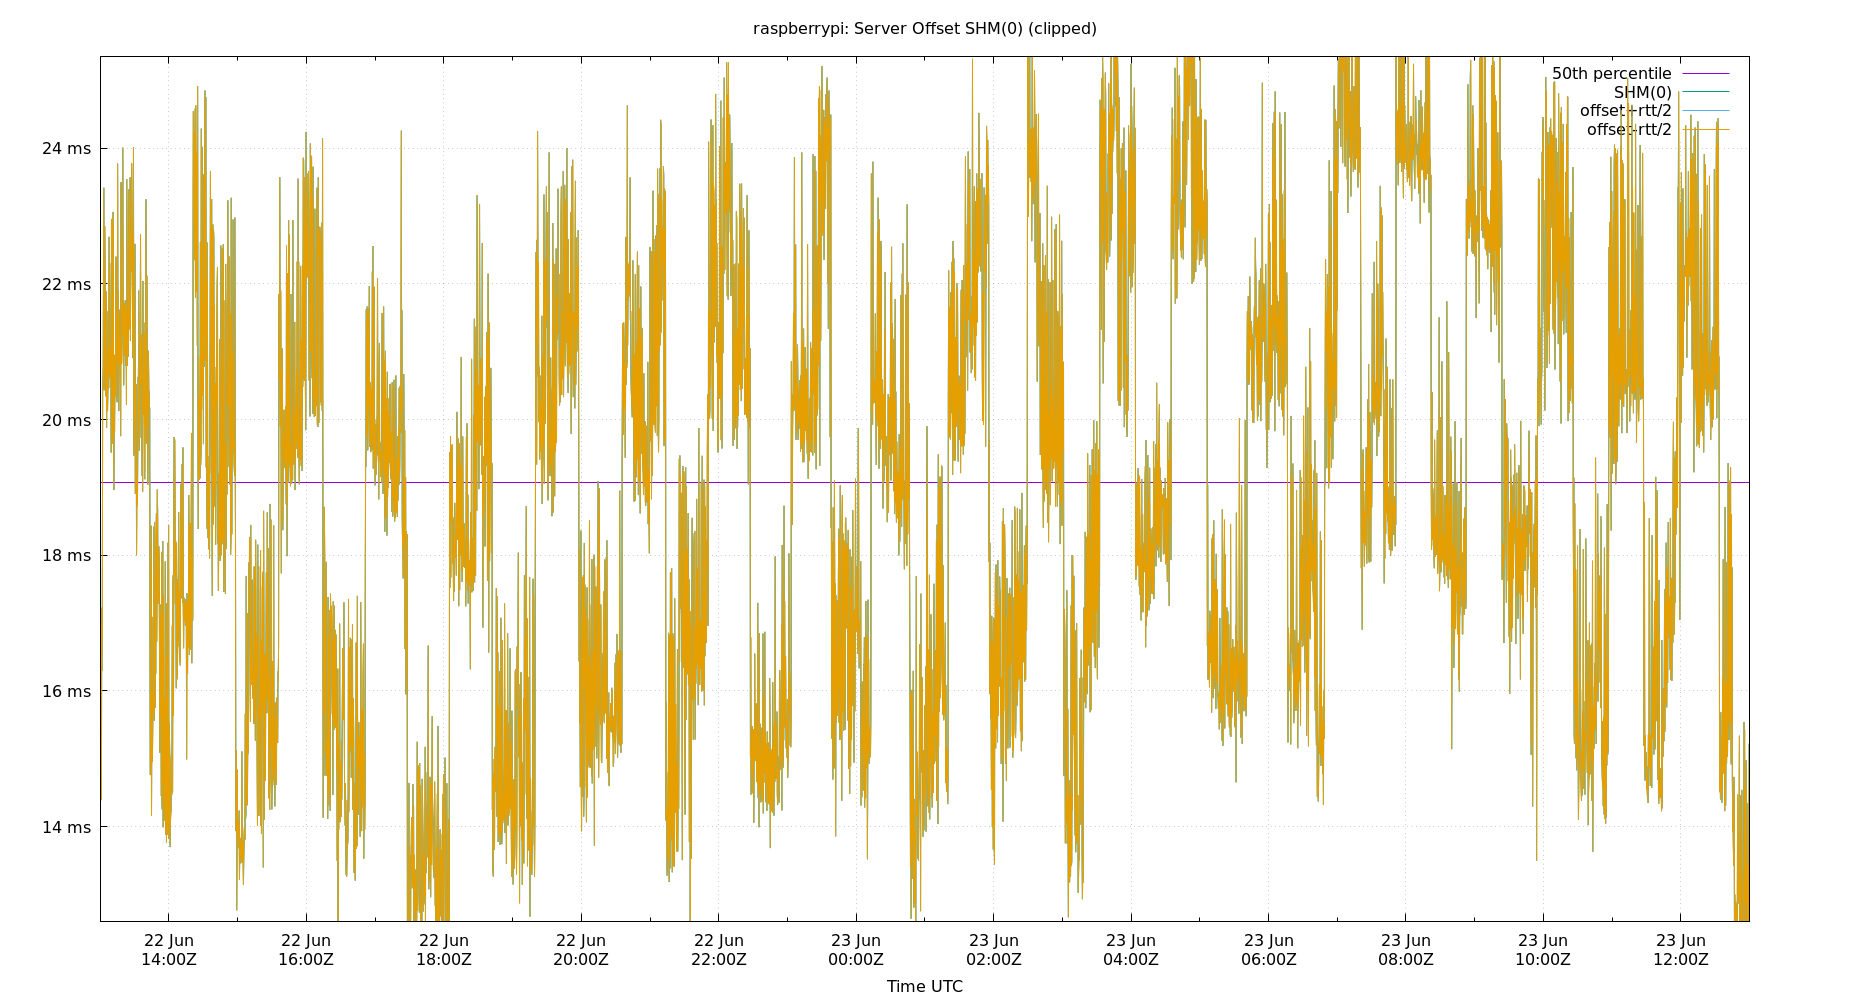 raspberrypi: Server Offset SHM(0) (clipped)
50th percentile
SHM(0)
offset+rtt/2
offset-rtt/2
24 ms
22 ms
20 ms
18 ms
16 ms
14 ms
22 Jun 22 Jun 22 Jun 22 Jun 22 Jun 23 Jun 23 Jun 23 Jun 23 Jun 23 Jun 23 Jun 23 Jun
14:00Z 16:00Z 18:00Z 20:00Z 22:00Z 00:00Z 02:00Z 04:00Z 06:00Z 08:00Z 10:00Z 12:00Z
Time UTC